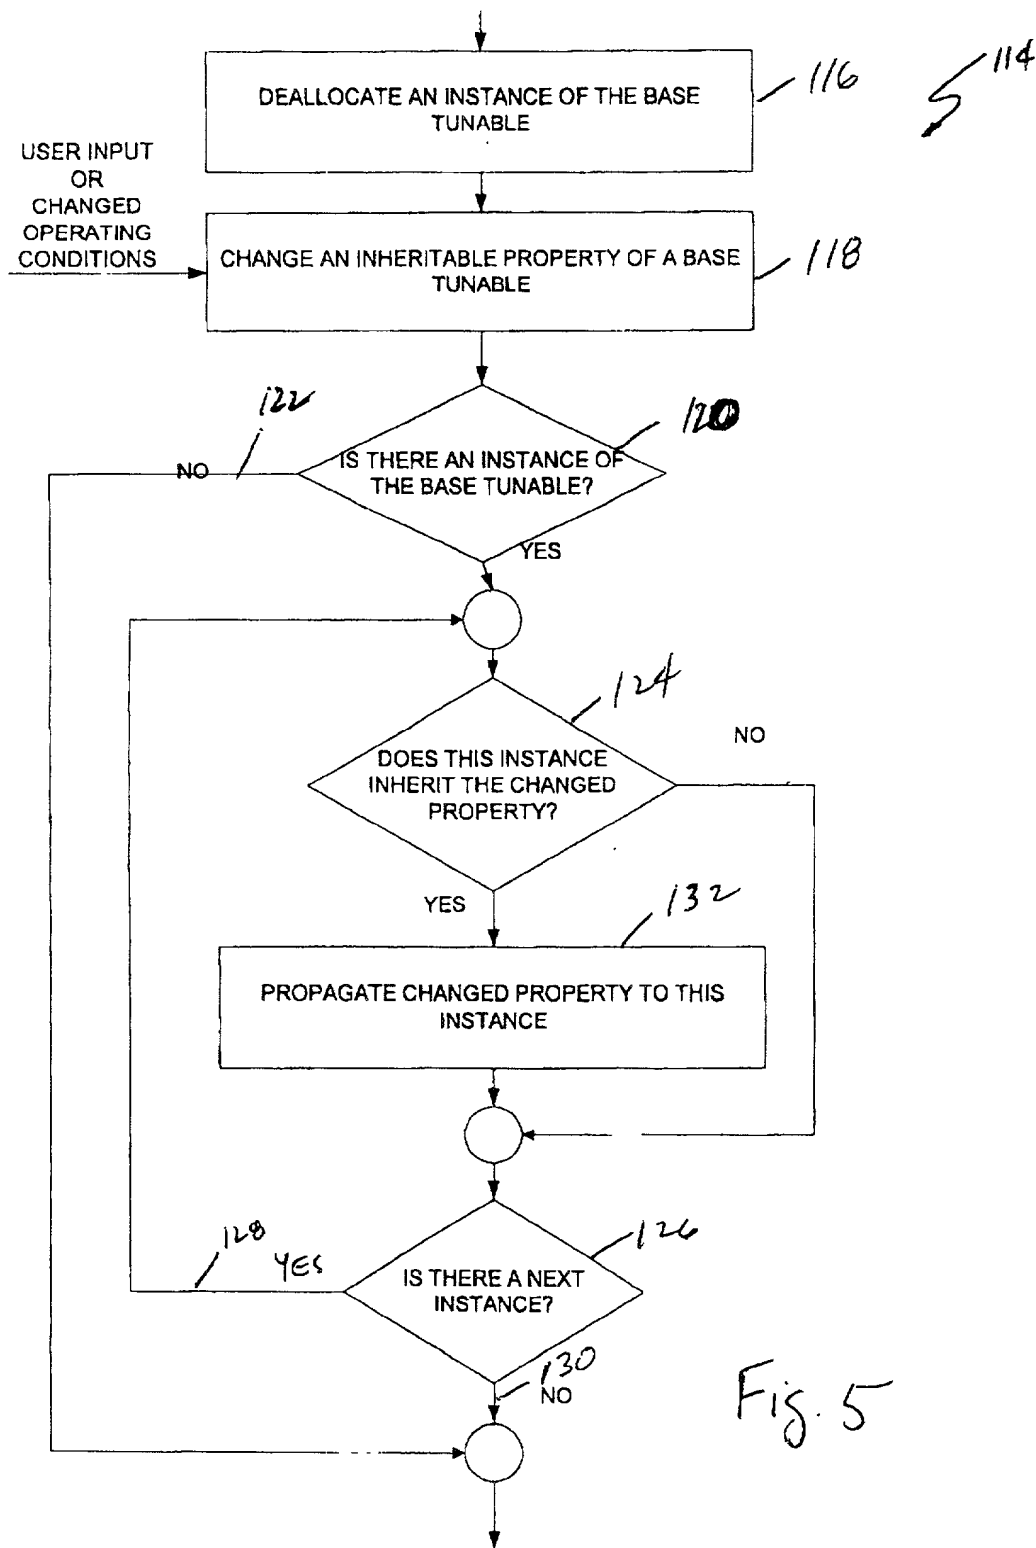 DEALLOCATE AN INSTANCE OF THE BASE
TUNABLE
116
114
USER INPUT
OR
CHANGED
OPERATING
CONDITIONS
CHANGE AN INHERITABLE PROPERTY OF A BASE
TUNABLE
118
122
120
NO
IS THERE AN INSTANCE OF
THE BASE TUNABLE?
YES
124
NO
DOES THIS INSTANCE
INHERIT THE CHANGED
PROPERTY?
YES
132
PROPAGATE CHANGED PROPERTY TO THIS
INSTANCE
128
YES
126
IS THERE A NEXT
INSTANCE?
130
NO
Fig. 5